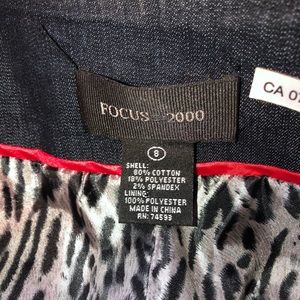 FOCUS 2000
8
SHELL:
80% COTTON
18% POLYESTER
2% SPANDEX
LINING:
100% POLYESTER
MADE IN CHINA
RN: 74593
CA 0